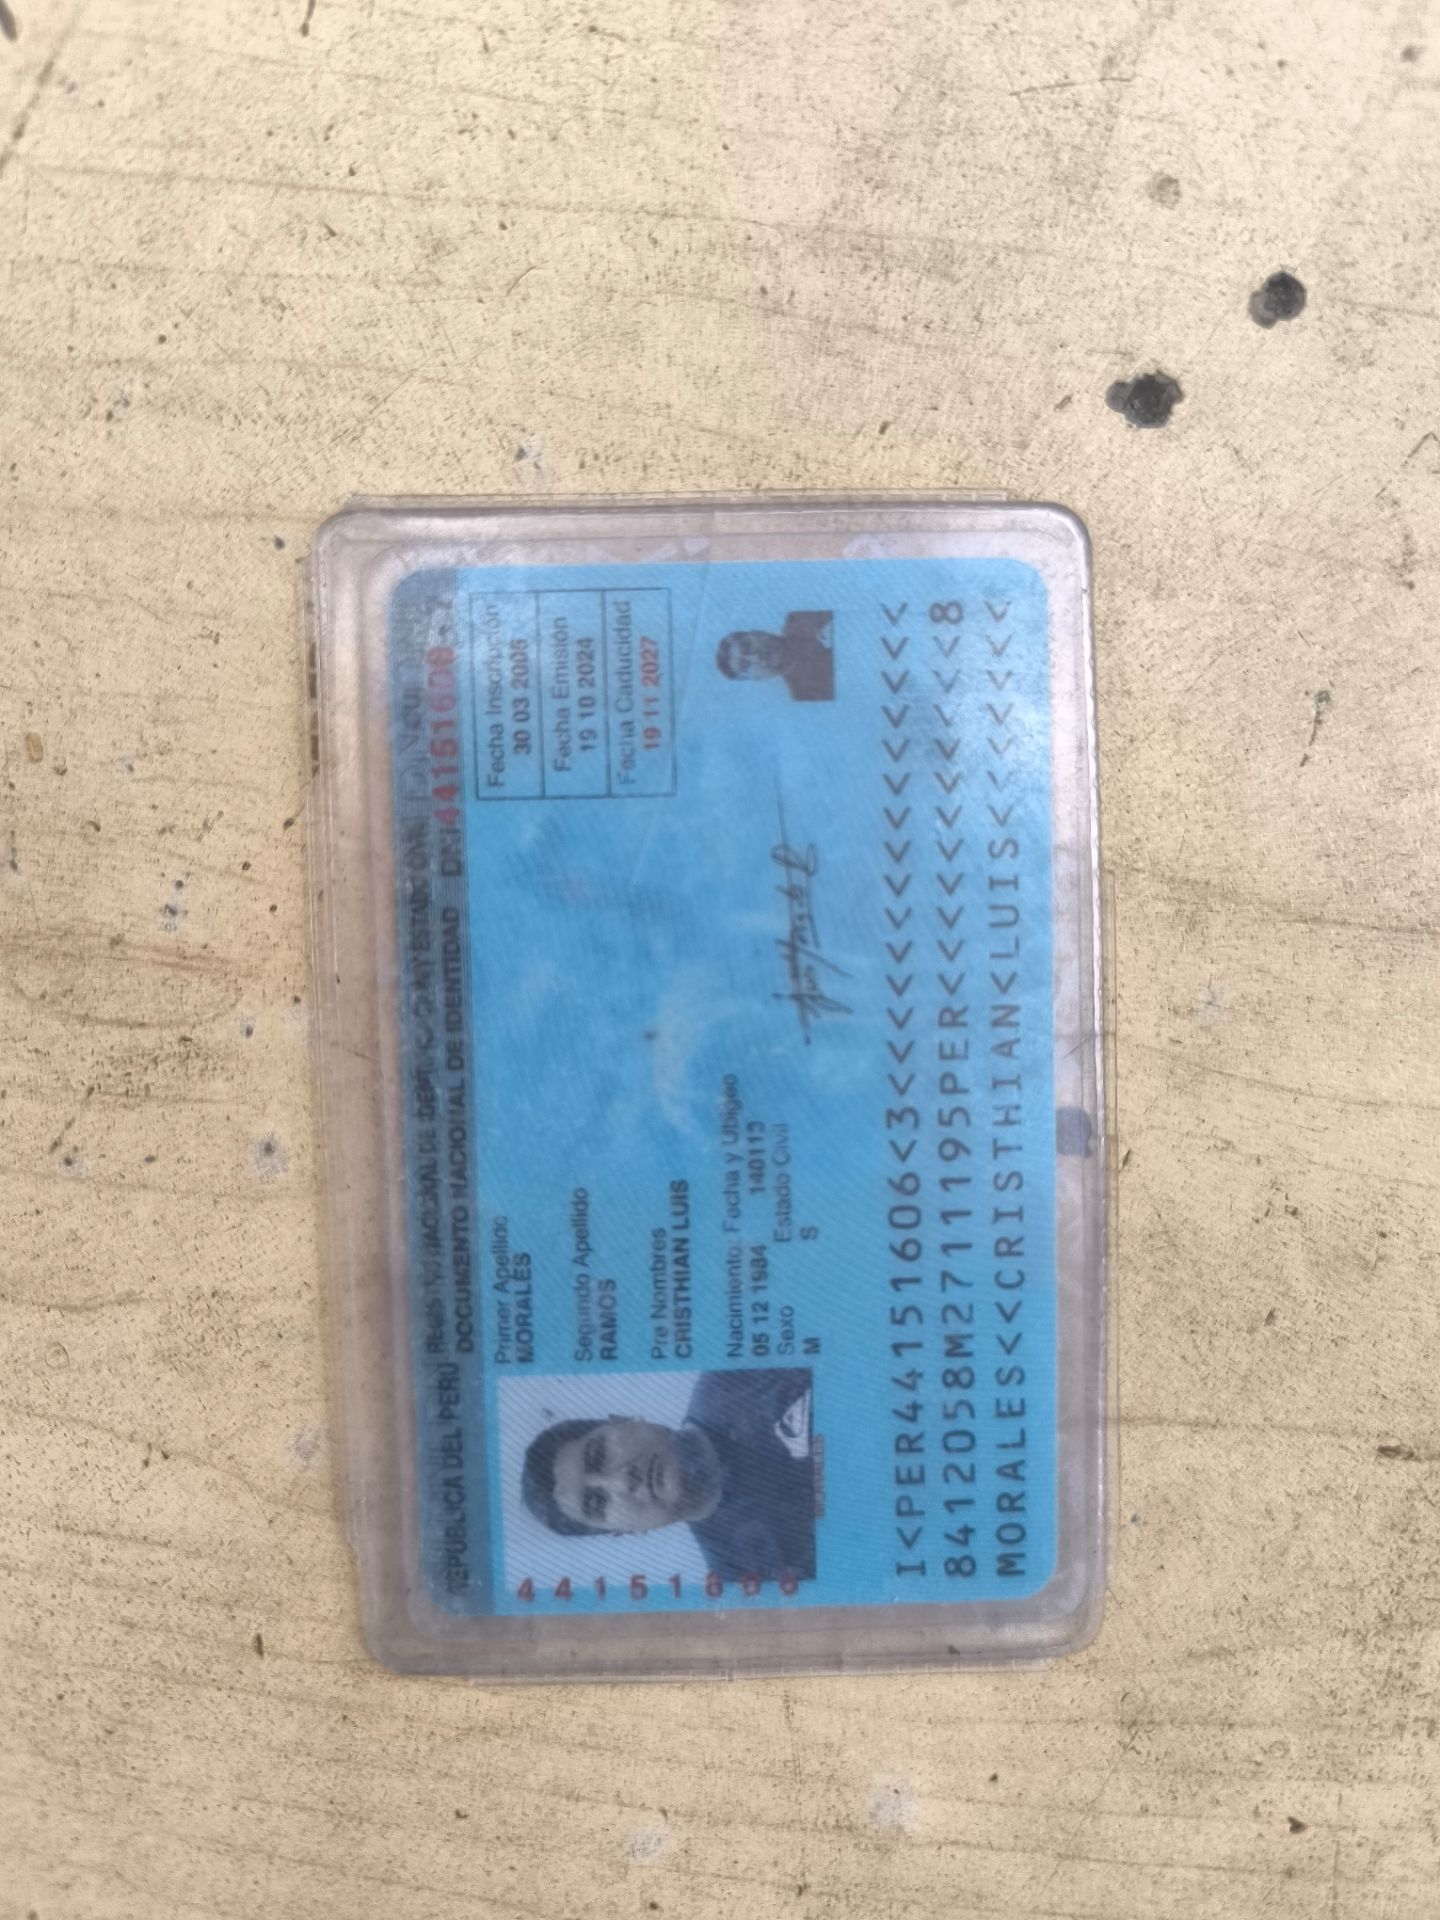 REPUBLICA DEL PERU
DOCUMENTO NACIONAL DE IDENTIDAD DNI 44151606
Primer Apellido
MORALES
Segundo Apellido
RAMOS
Pre Nombres
CRISTHIAN LUIS
Nacimiento: Fecha y Ubigeo
05 12 1984 140113
Sexo Estado Civil
M S
Fecha Inscripción
30 03 2005
Fecha Emisión
19 10 2024
Fecha Caducidad
19 11 2027
44151606
MORALES
I<PER44151606<3<<<<<<<<<<<<<<<
8412058M2711195PER<<<<<<<<<<<8
MORALES<<CRISTHIAN<LUIS<<<<<<<